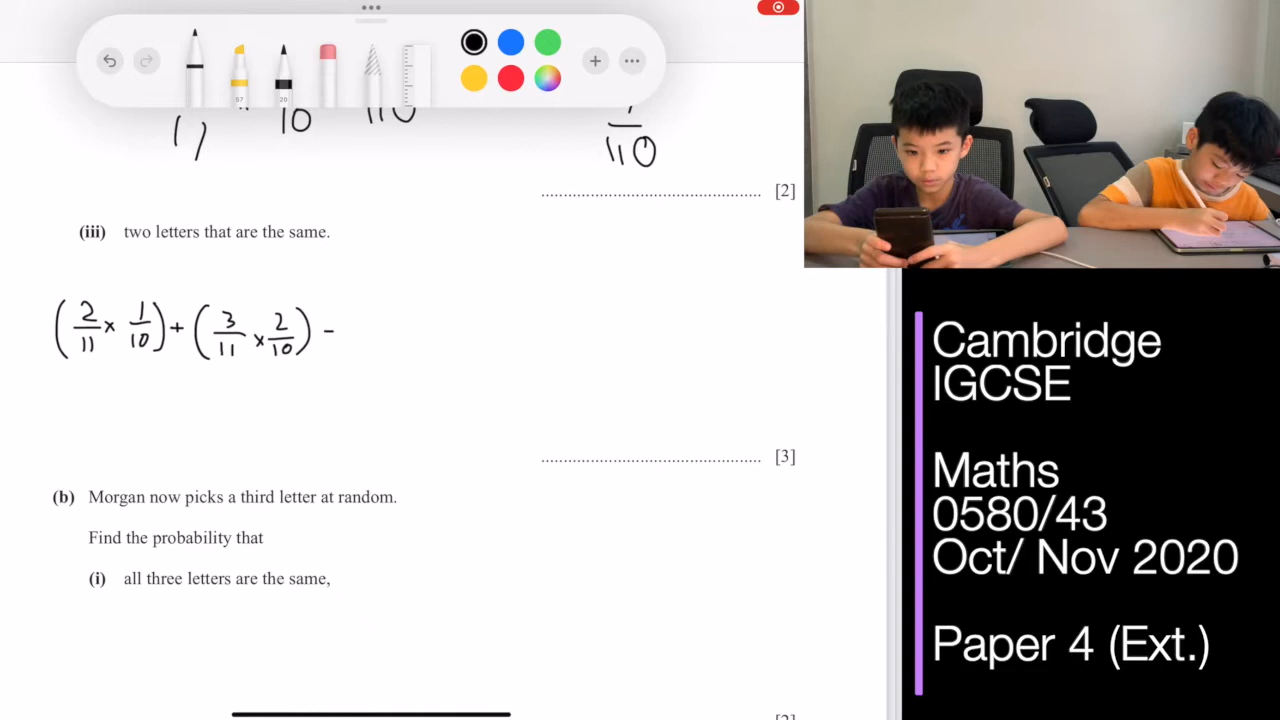 10
110
110
[2]
(iii) two letters that are the same.
(2/11 × 1/10) + (3/11 × 2/10) -
[3]
(b) Morgan now picks a third letter at random.
Find the probability that
(i) all three letters are the same,
Cambridge
IGCSE
Maths
0580/43
Oct/ Nov 2020
Paper 4 (Ext.)